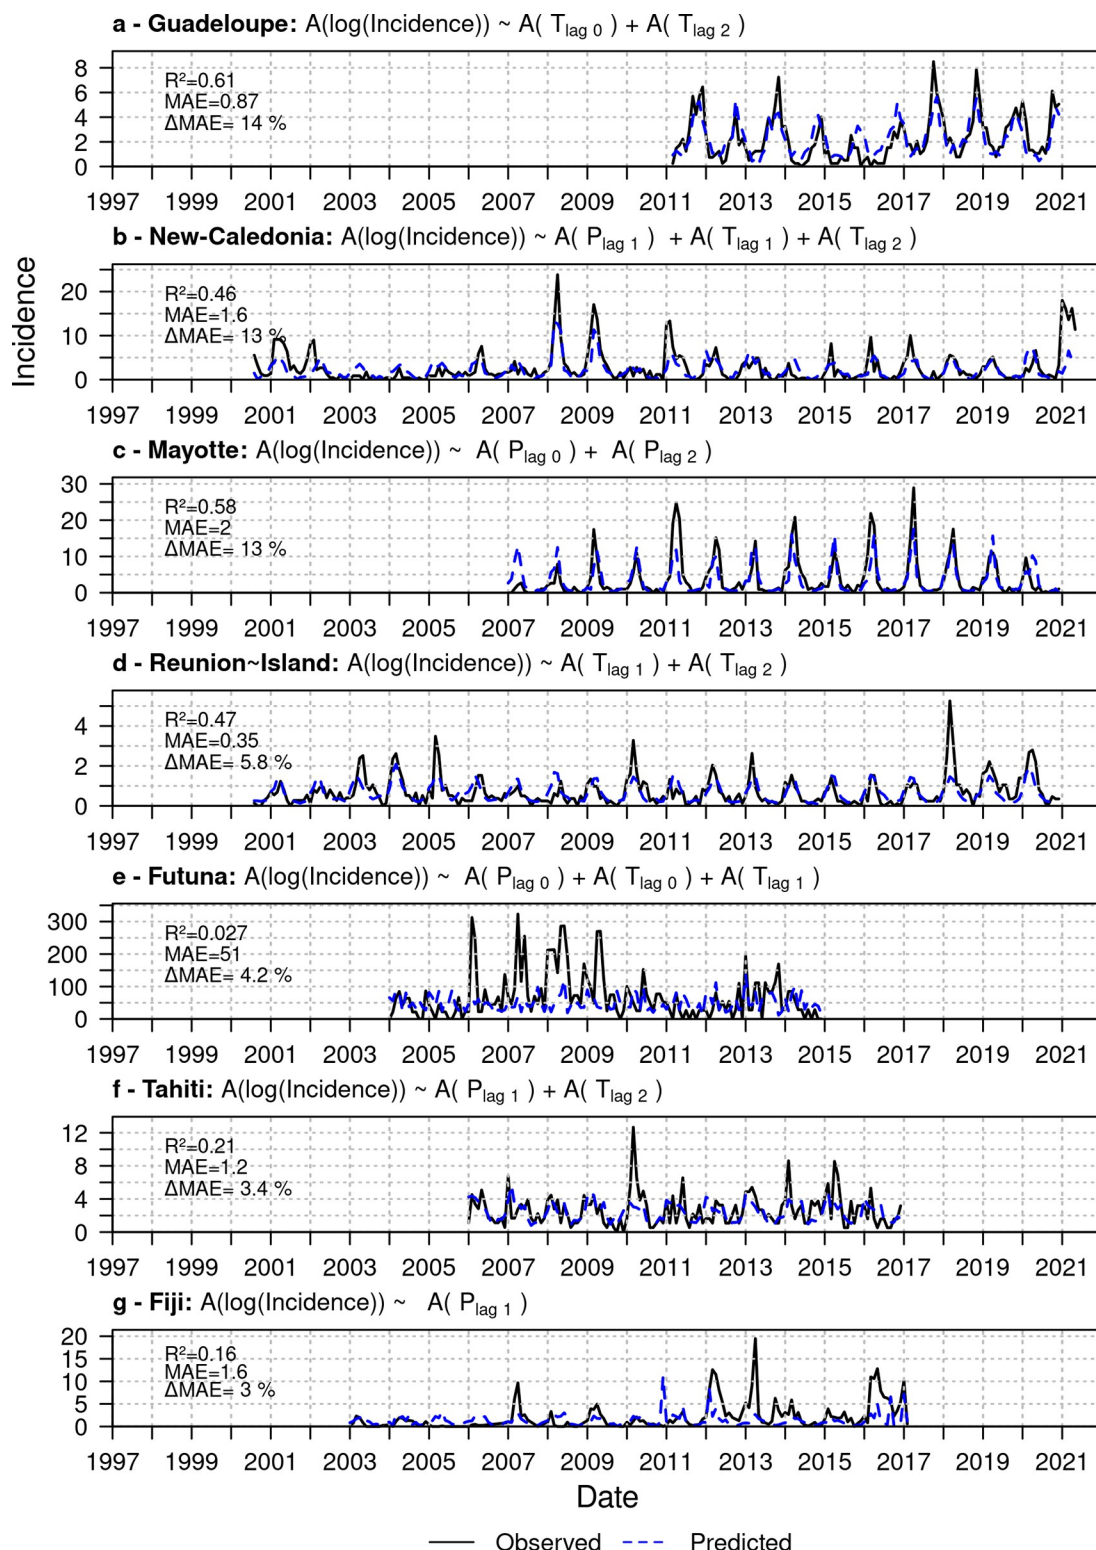 a - Guadeloupe: A(log(Incidence)) ~ A( T lag 0 ) + A( T lag 2 )
R²=0.61
MAE=0.87
ΔMAE= 14 %
8
6
4
2
0
1997 1999 2001 2003 2005 2007 2009 2011 2013 2015 2017 2019 2021
b - New-Caledonia: A(log(Incidence)) ~ A( P lag 1 ) + A( T lag 1 ) + A( T lag 2 )
Incidence
R²=0.46
MAE=1.6
ΔMAE= 13 %
20
10
0
1997 1999 2001 2003 2005 2007 2009 2011 2013 2015 2017 2019 2021
c - Mayotte: A(log(Incidence)) ~ A( P lag 0 ) + A( P lag 2 )
R²=0.58
MAE=2
ΔMAE= 13 %
30
20
10
0
1997 1999 2001 2003 2005 2007 2009 2011 2013 2015 2017 2019 2021
d - Reunion~Island: A(log(Incidence)) ~ A( T lag 1 ) + A( T lag 2 )
R²=0.47
MAE=0.35
ΔMAE= 5.8 %
4
2
0
1997 1999 2001 2003 2005 2007 2009 2011 2013 2015 2017 2019 2021
e - Futuna: A(log(Incidence)) ~ A( P lag 0 ) + A( T lag 0 ) + A( T lag 1 )
R²=0.027
MAE=51
ΔMAE= 4.2 %
300
200
100
0
1997 1999 2001 2003 2005 2007 2009 2011 2013 2015 2017 2019 2021
f - Tahiti: A(log(Incidence)) ~ A( P lag 1 ) + A( T lag 2 )
R²=0.21
MAE=1.2
ΔMAE= 3.4 %
12
8
4
0
1997 1999 2001 2003 2005 2007 2009 2011 2013 2015 2017 2019 2021
g - Fiji: A(log(Incidence)) ~ A( P lag 1 )
R²=0.16
MAE=1.6
ΔMAE= 3 %
20
15
10
5
0
1997 1999 2001 2003 2005 2007 2009 2011 2013 2015 2017 2019 2021
Date
Observed Predicted